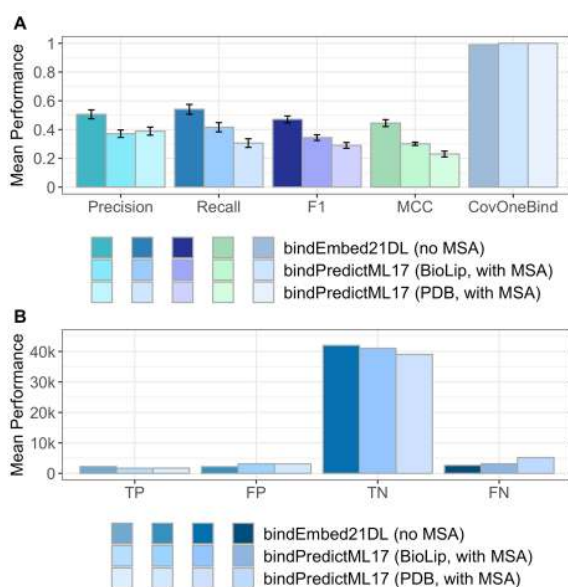 A
Mean Performance
1
0.8
0.6
0.4
0.2
0
Precision Recall F1 MCC CovOneBind
bindEmbed21DL (no MSA)
bindPredictML17 (BioLip, with MSA)
bindPredictML17 (PDB, with MSA)
B
Mean Performance
40k
30k
20k
10k
0
TP FP TN FN
bindEmbed21DL (no MSA)
bindPredictML17 (BioLip, with MSA)
bindPredictML17 (PDB, with MSA)